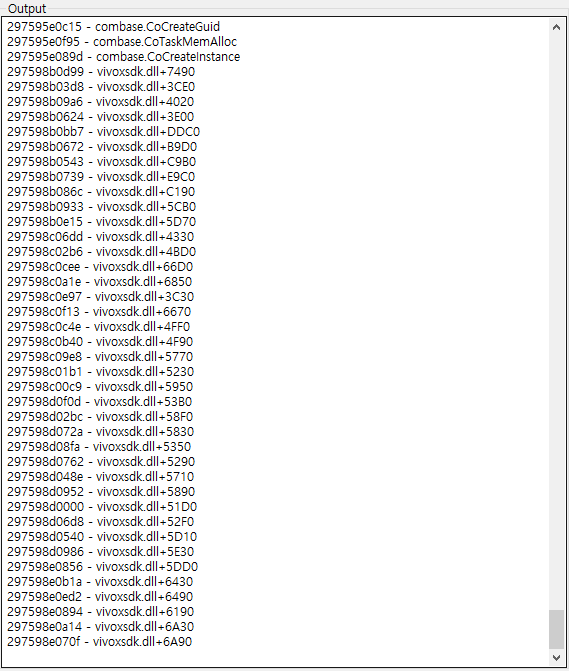 Output
297595e0c15 - combase.CoCreateGuid
297595e0f95 - combase.CoTaskMemAlloc
297595e089d - combase.CoCreateInstance
297598b0d99 - vivoxsdk.dll+7490
297598b03d8 - vivoxsdk.dll+3CE0
297598b09a6 - vivoxsdk.dll+4020
297598b0624 - vivoxsdk.dll+3E00
297598b0bb7 - vivoxsdk.dll+DDC0
297598b0672 - vivoxsdk.dll+B9D0
297598b0543 - vivoxsdk.dll+C9B0
297598b0739 - vivoxsdk.dll+E9C0
297598b086c - vivoxsdk.dll+C190
297598b0933 - vivoxsdk.dll+5CB0
297598b0e15 - vivoxsdk.dll+5D70
297598c06dd - vivoxsdk.dll+4330
297598c02b6 - vivoxsdk.dll+4BD0
297598c0cee - vivoxsdk.dll+66D0
297598c0a1e - vivoxsdk.dll+6850
297598c0e97 - vivoxsdk.dll+3C30
297598c0f13 - vivoxsdk.dll+6670
297598c0c4e - vivoxsdk.dll+4FF0
297598c0b40 - vivoxsdk.dll+4F90
297598c09e8 - vivoxsdk.dll+5770
297598c01b1 - vivoxsdk.dll+5230
297598c00c9 - vivoxsdk.dll+5950
297598d0f0d - vivoxsdk.dll+53B0
297598d02bc - vivoxsdk.dll+58F0
297598d072a - vivoxsdk.dll+5830
297598d08fa - vivoxsdk.dll+5350
297598d0762 - vivoxsdk.dll+5290
297598d048e - vivoxsdk.dll+5710
297598d0952 - vivoxsdk.dll+5890
297598d0000 - vivoxsdk.dll+51D0
297598d06d8 - vivoxsdk.dll+52F0
297598d0540 - vivoxsdk.dll+5D10
297598d0986 - vivoxsdk.dll+5E30
297598e0856 - vivoxsdk.dll+5DD0
297598e0b1a - vivoxsdk.dll+6430
297598e0ed2 - vivoxsdk.dll+6490
297598e0894 - vivoxsdk.dll+6190
297598e0a14 - vivoxsdk.dll+6A30
297598e070f - vivoxsdk.dll+6A90